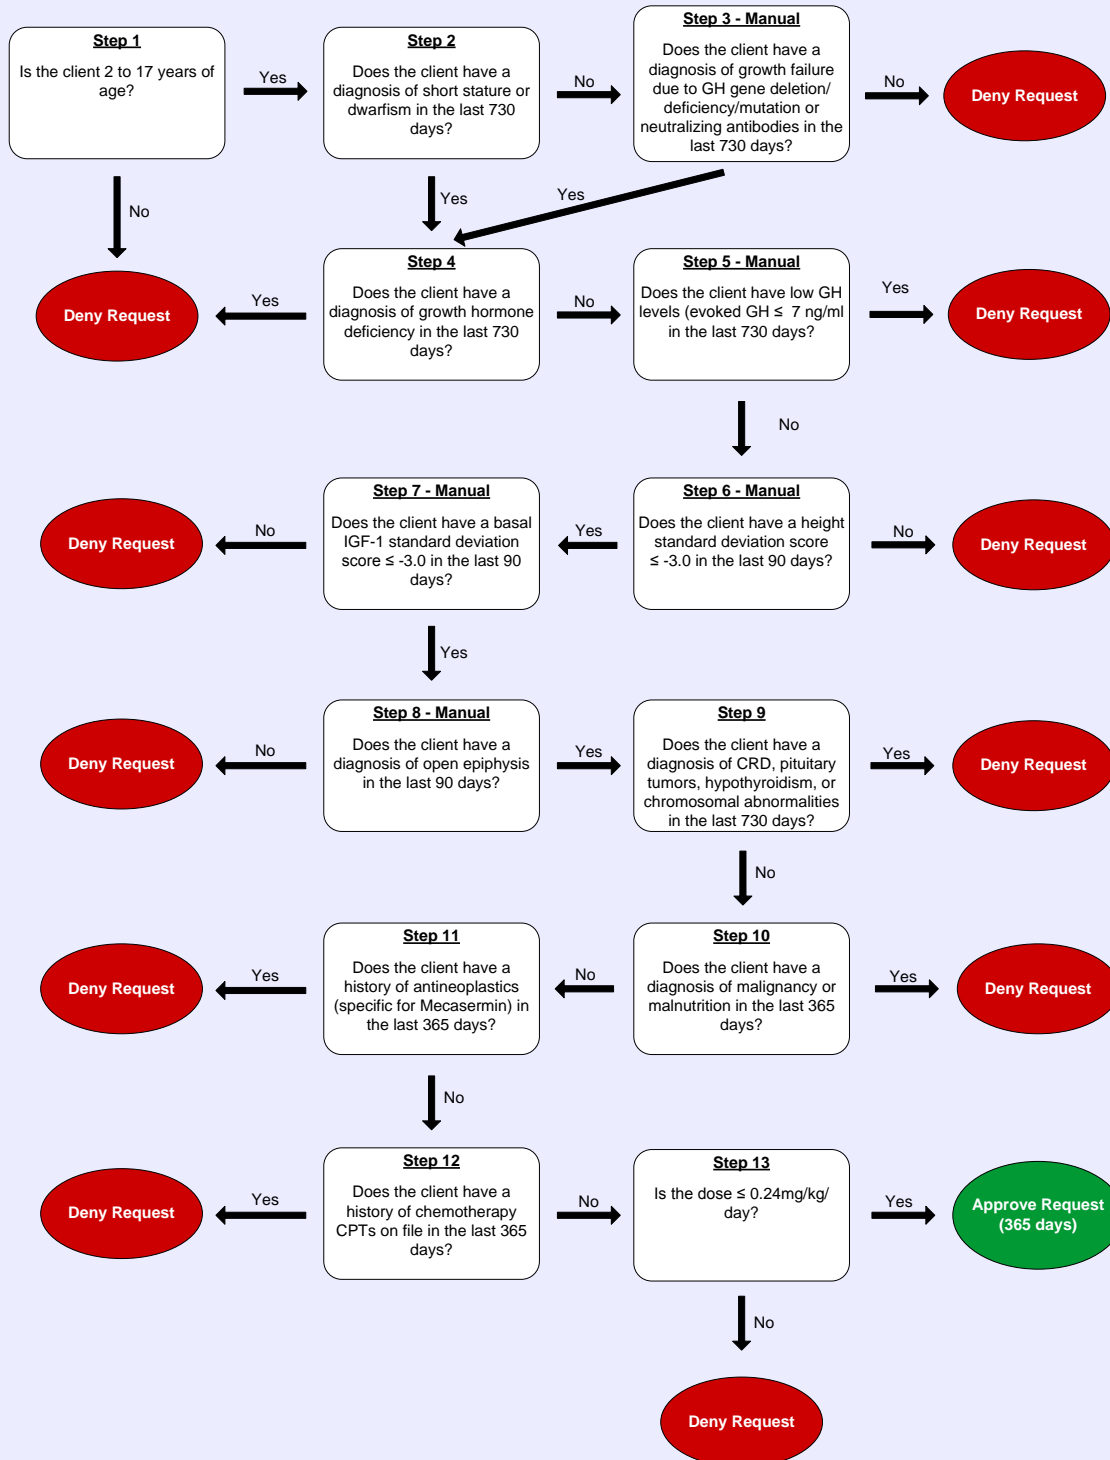 Step 1
Is the client 2 to 17 years of
age?
Yes
Step 2
Does the client have a
diagnosis of short stature or
dwarfism in the last 730
days?
No
Step 3 - Manual
Does the client have a
diagnosis of growth failure
due to GH gene deletion/
deficiency/mutation or
neutralizing antibodies in the
last 730 days?
No
Deny Request
No
Yes
Yes
Deny Request
Yes
Step 4
Does the client have a
diagnosis of growth hormone
deficiency in the last 730
days?
No
Step 5 - Manual
Does the client have low GH
levels (evoked GH ≤ 7 ng/ml
in the last 730 days?
Yes
Deny Request
No
Deny Request
No
Step 7 - Manual
Does the client have a basal
IGF-1 standard deviation
score ≤ -3.0 in the last 90
days?
Yes
Step 6 - Manual
Does the client have a height
standard deviation score
≤ -3.0 in the last 90 days?
No
Deny Request
Yes
Deny Request
No
Step 8 - Manual
Does the client have a
diagnosis of open epiphysis
in the last 90 days?
Yes
Step 9
Does the client have a
diagnosis of CRD, pituitary
tumors, hypothyroidism, or
chromosomal abnormalities
in the last 730 days?
Yes
Deny Request
No
Deny Request
Yes
Step 11
Does the client have a
history of antineoplastics
(specific for Mecasermin) in
the last 365 days?
No
Step 10
Does the client have a
diagnosis of malignancy or
malnutrition in the last 365
days?
Yes
Deny Request
No
Deny Request
Yes
Step 12
Does the client have a
history of chemotherapy
CPTs on file in the last 365
days?
No
Step 13
Is the dose ≤ 0.24mg/kg/
day?
Yes
Approve Request
(365 days)
No
Deny Request